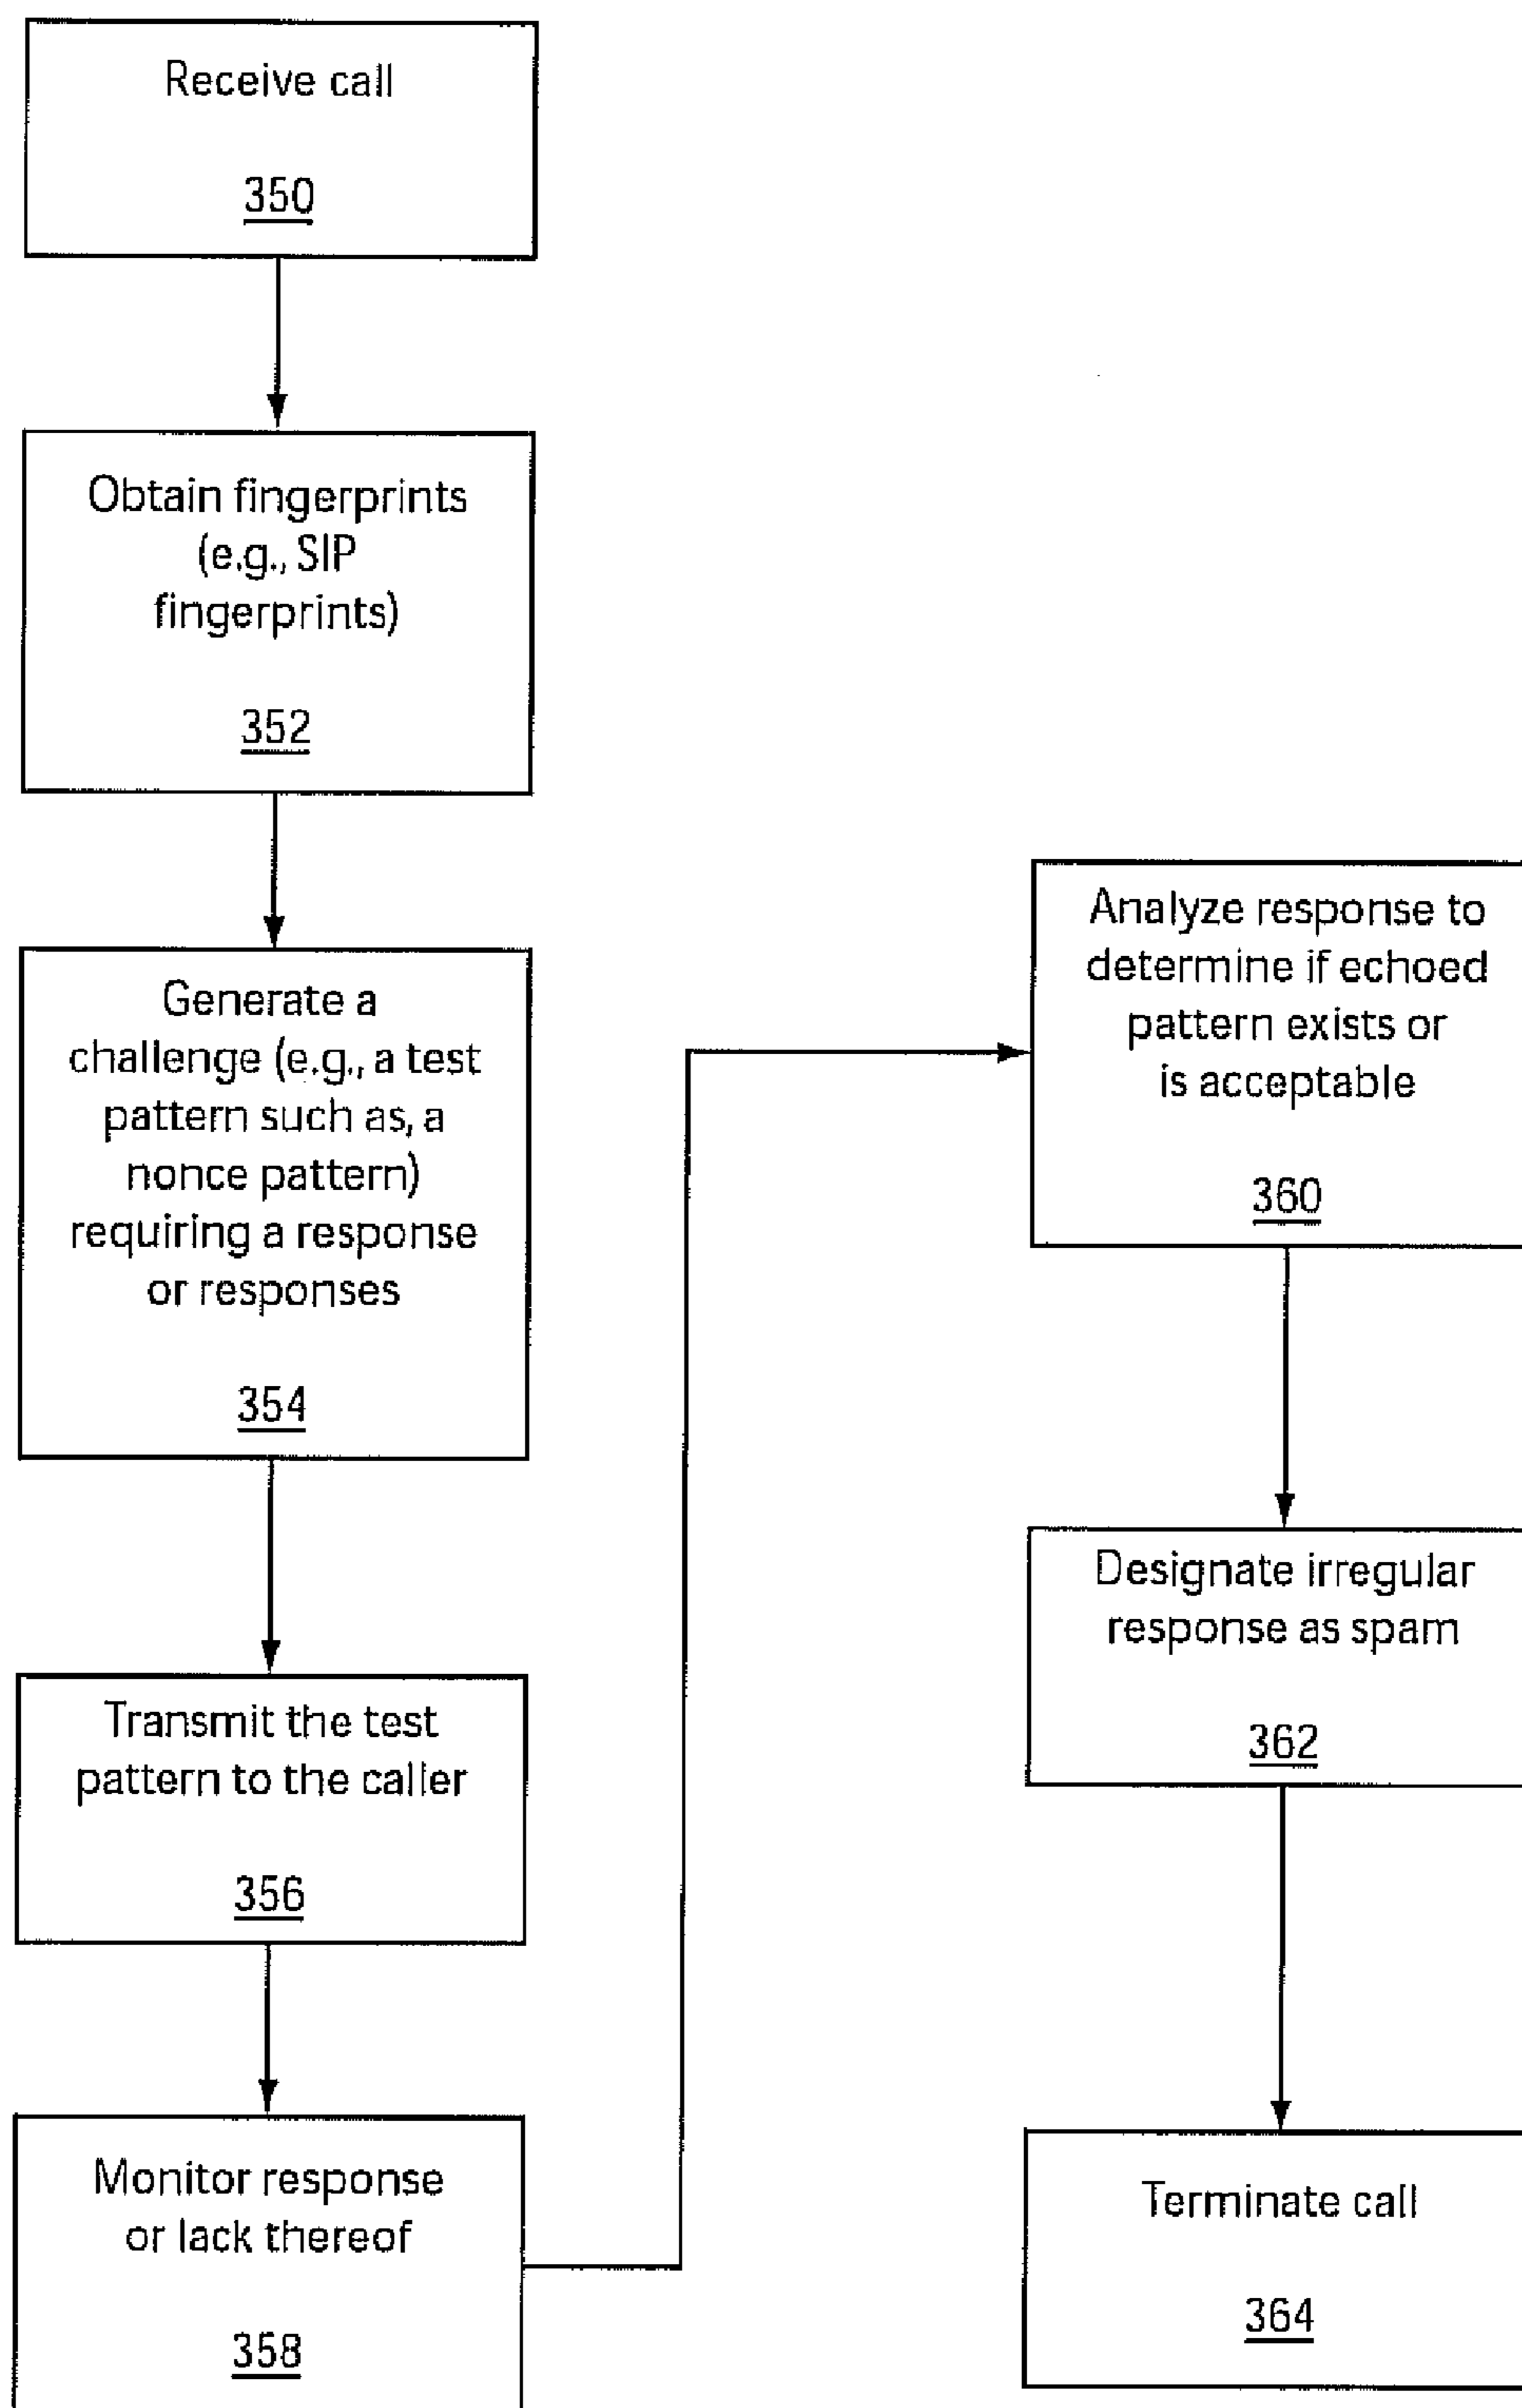 Receive call
350
Obtain fingerprints
(e.g., SIP
fingerprints)
352
Generate a
challenge (e.g., a test
pattern such as, a
nonce pattern)
requiring a response
or responses
354
Transmit the test
pattern to the caller
356
Monitor response
or lack thereof
358
Analyze response to
determine if echoed
pattern exists or
is acceptable
360
Designate irregular
response as spam
362
Terminate call
364